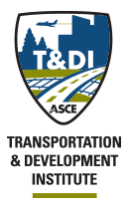 T&DI
ASCE
TRANSPORTATION
& DEVELOPMENT
INSTITUTE